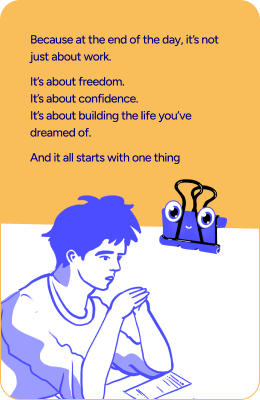 Because at the end of the day, it's not
just about work.
It's about freedom.
It's about confidence.
It's about building the life you've
dreamed of.
And it all starts with one thing